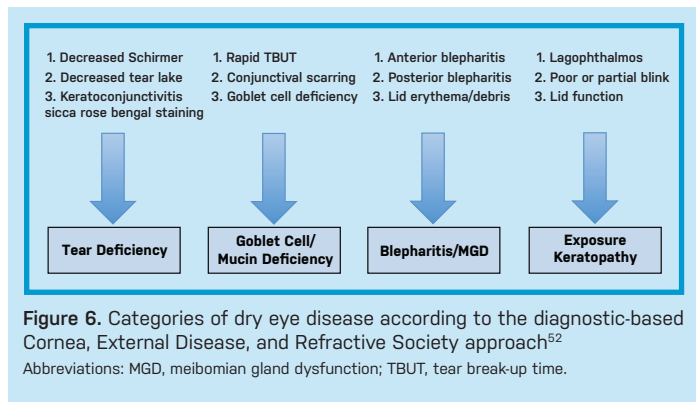 1. Decreased Schirmer
2. Decreased tear lake
3. Keratoconjunctivitis
sicca rose bengal staining
Tear Deficiency
1. Rapid TBUT
2. Conjunctival scarring
3. Goblet cell deficiency
Goblet Cell/
Mucin Deficiency
1. Anterior blepharitis
2. Posterior blepharitis
3. Lid erythema/debris
Blepharitis/MGD
1. Lagophthalmos
2. Poor or partial blink
3. Lid function
Exposure
Keratopathy
Figure 6. Categories of dry eye disease according to the diagnostic-based
Cornea, External Disease, and Refractive Society approach52
Abbreviations: MGD, meibomian gland dysfunction; TBUT, tear break-up time.